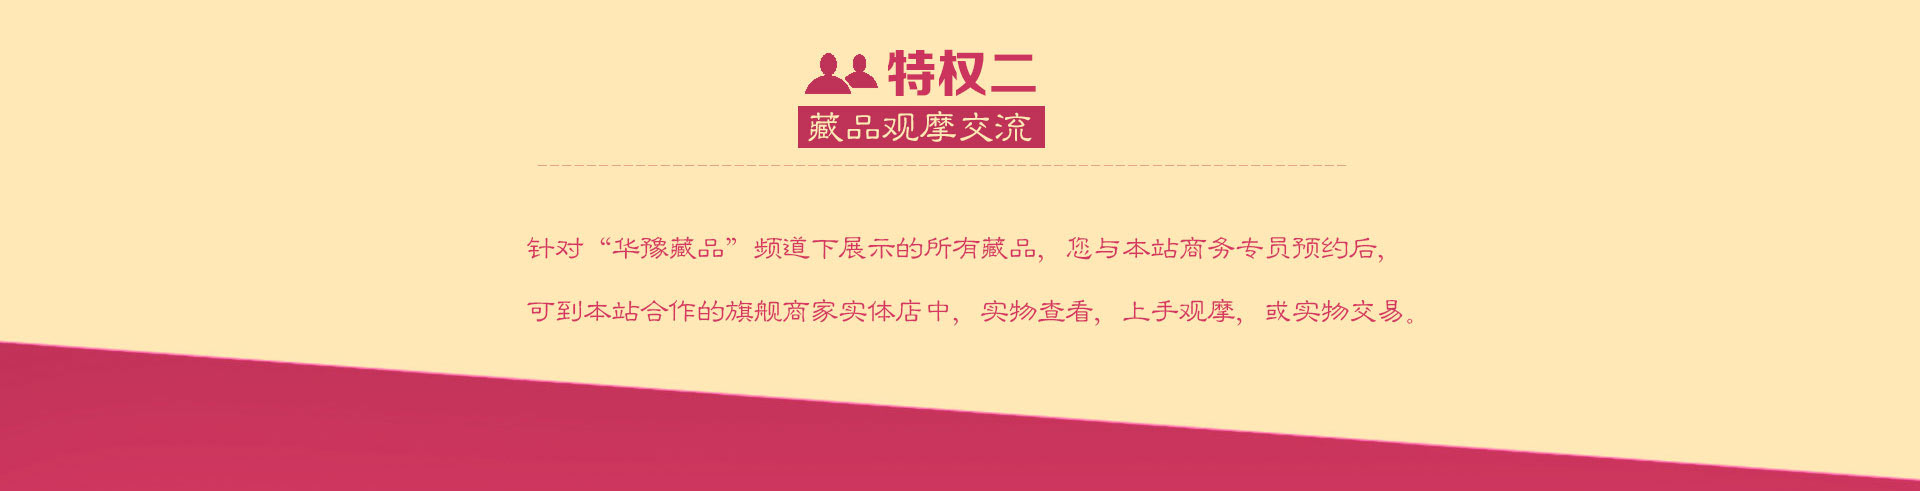 特权二
藏品观摩交流
针对“华豫藏品”频道下展示的所有藏品，您与本站商务专员预约后，
可到本站合作的旗舰商家实体店中，实物查看，上手观摩，或实物交易。